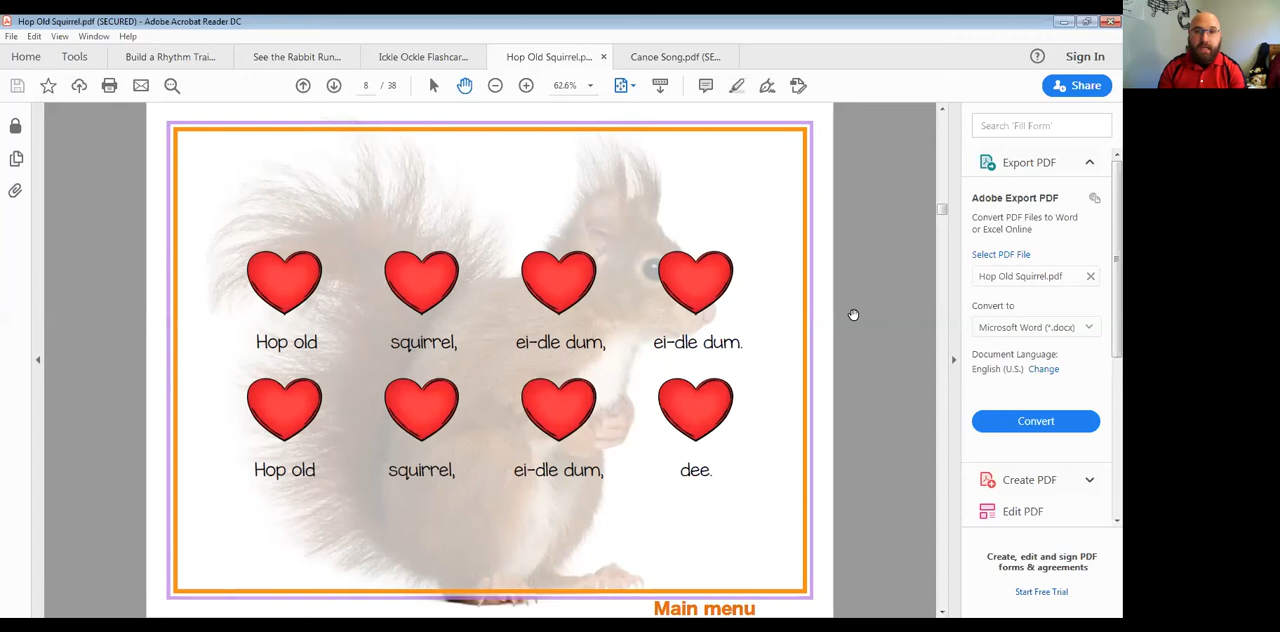 Hop Old Squirrel.pdf (SECURED) - Adobe Acrobat Reader DC
File Edit View Window Help
Home Tools Build a Rhythm Trai... See the Rabbit Run... Ickle Ockle Flashcar... Hop Old Squirrel.p... × Canoe Song.pdf (SE... Sign In
8 / 38 62.6% Share
Search 'Fill Form'
Export PDF
Adobe Export PDF
Convert PDF Files to Word
or Excel Online
Select PDF File
Hop Old Squirrel.pdf
Convert to
Microsoft Word (*.docx)
Document Language:
English (U.S.) Change
Convert
Create PDF
Edit PDF
Create, edit and sign PDF
forms & agreements
Start Free Trial
Hop old squirrel, ei-dle dum, ei-dle dum.
Hop old squirrel, ei-dle dum, dee.
Main menu